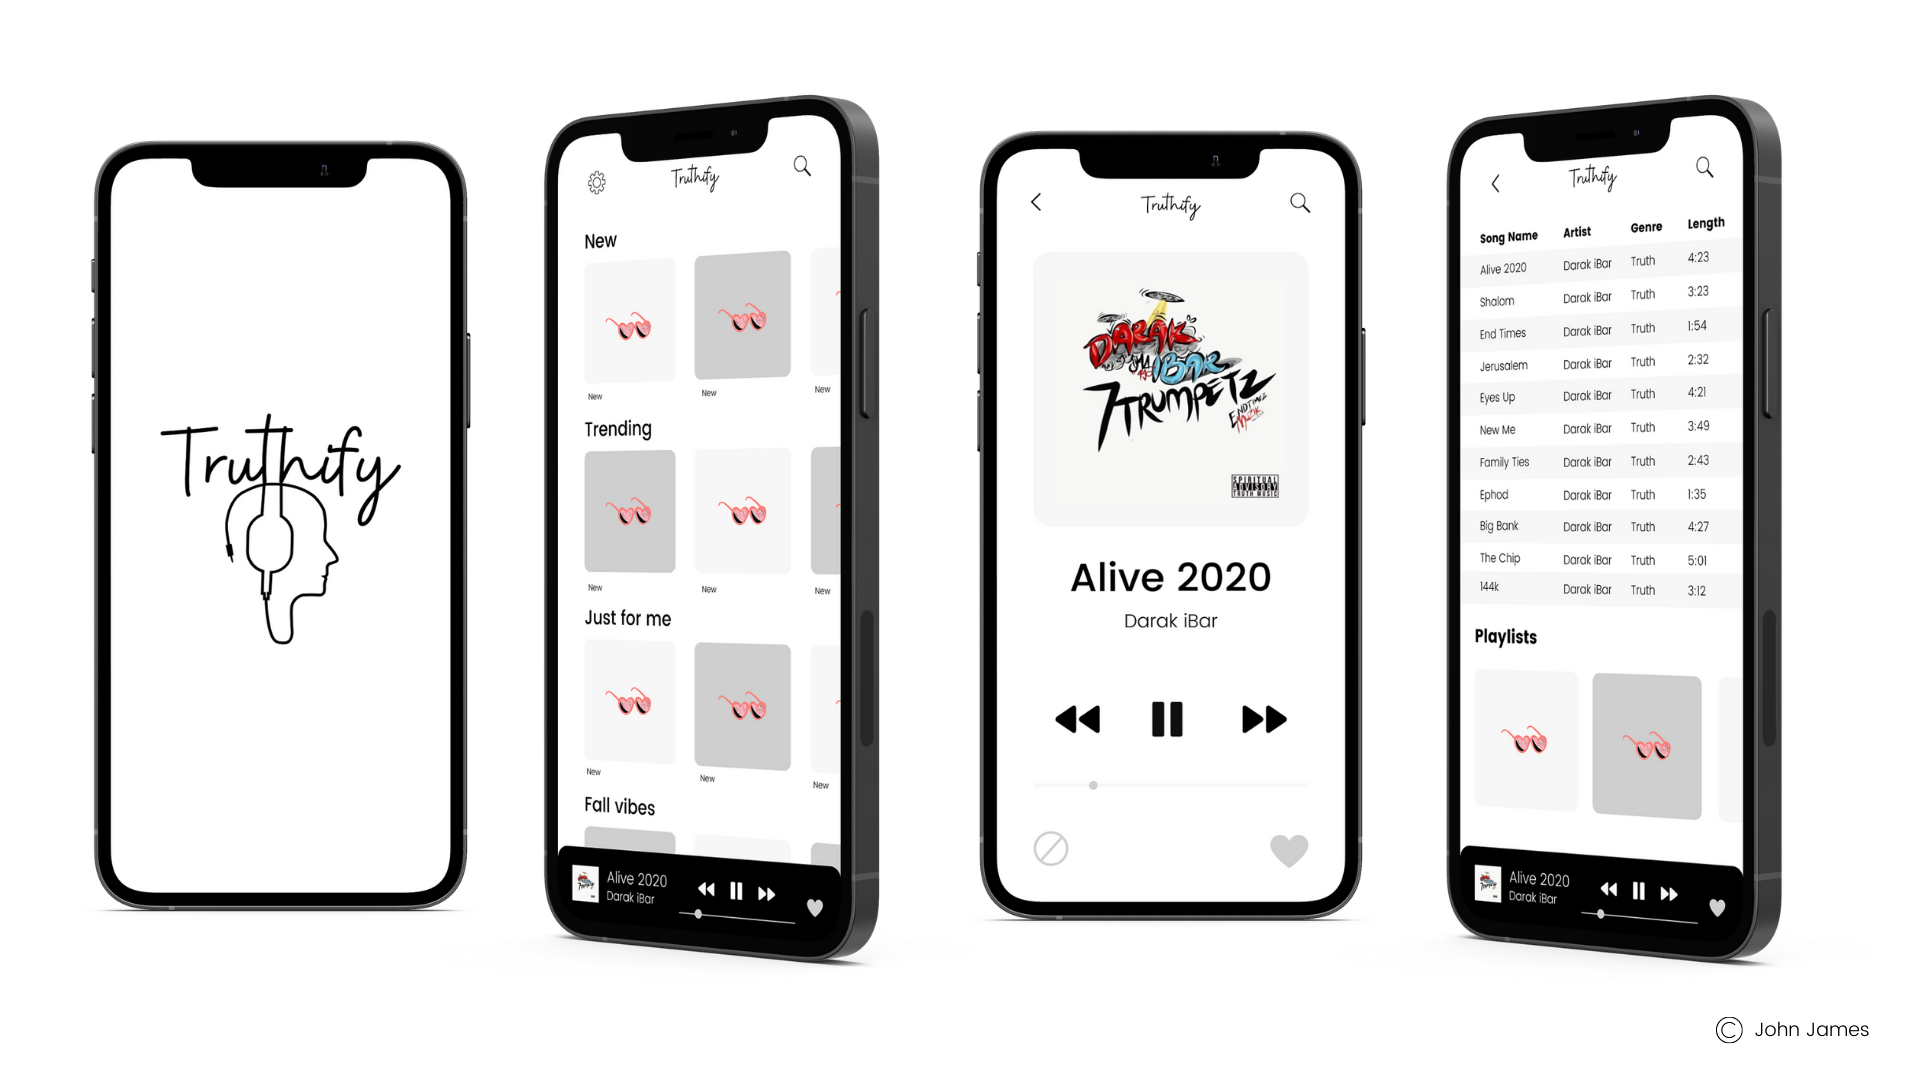 Truthify
Truthify
New
New
New
New
Trending
New
New
New
Just for me
New
New
New
Fall vibes
Alive 2020
Darak iBar
Truthify
DARAK
IBAR
7 TRUMPETZ
ENDTIMEZ
MUZIK
SPIRITUAL
ADVISORY
TRUTH MUSIC
Alive 2020
Darak iBar
Truthify
Song Name Artist Genre Length
Alive 2020 Darak iBar Truth 4:23
Shalom Darak iBar Truth 3:23
End Times Darak iBar Truth 1:54
Jerusalem Darak iBar Truth 2:32
Eyes Up Darak iBar Truth 4:21
New Me Darak iBar Truth 3:49
Family Ties Darak iBar Truth 2:43
Ephod Darak iBar Truth 1:35
Big Bank Darak iBar Truth 4:27
The Chip Darak iBar Truth 5:01
144k Darak iBar Truth 3:12
Playlists
Alive 2020
Darak iBar
© John James